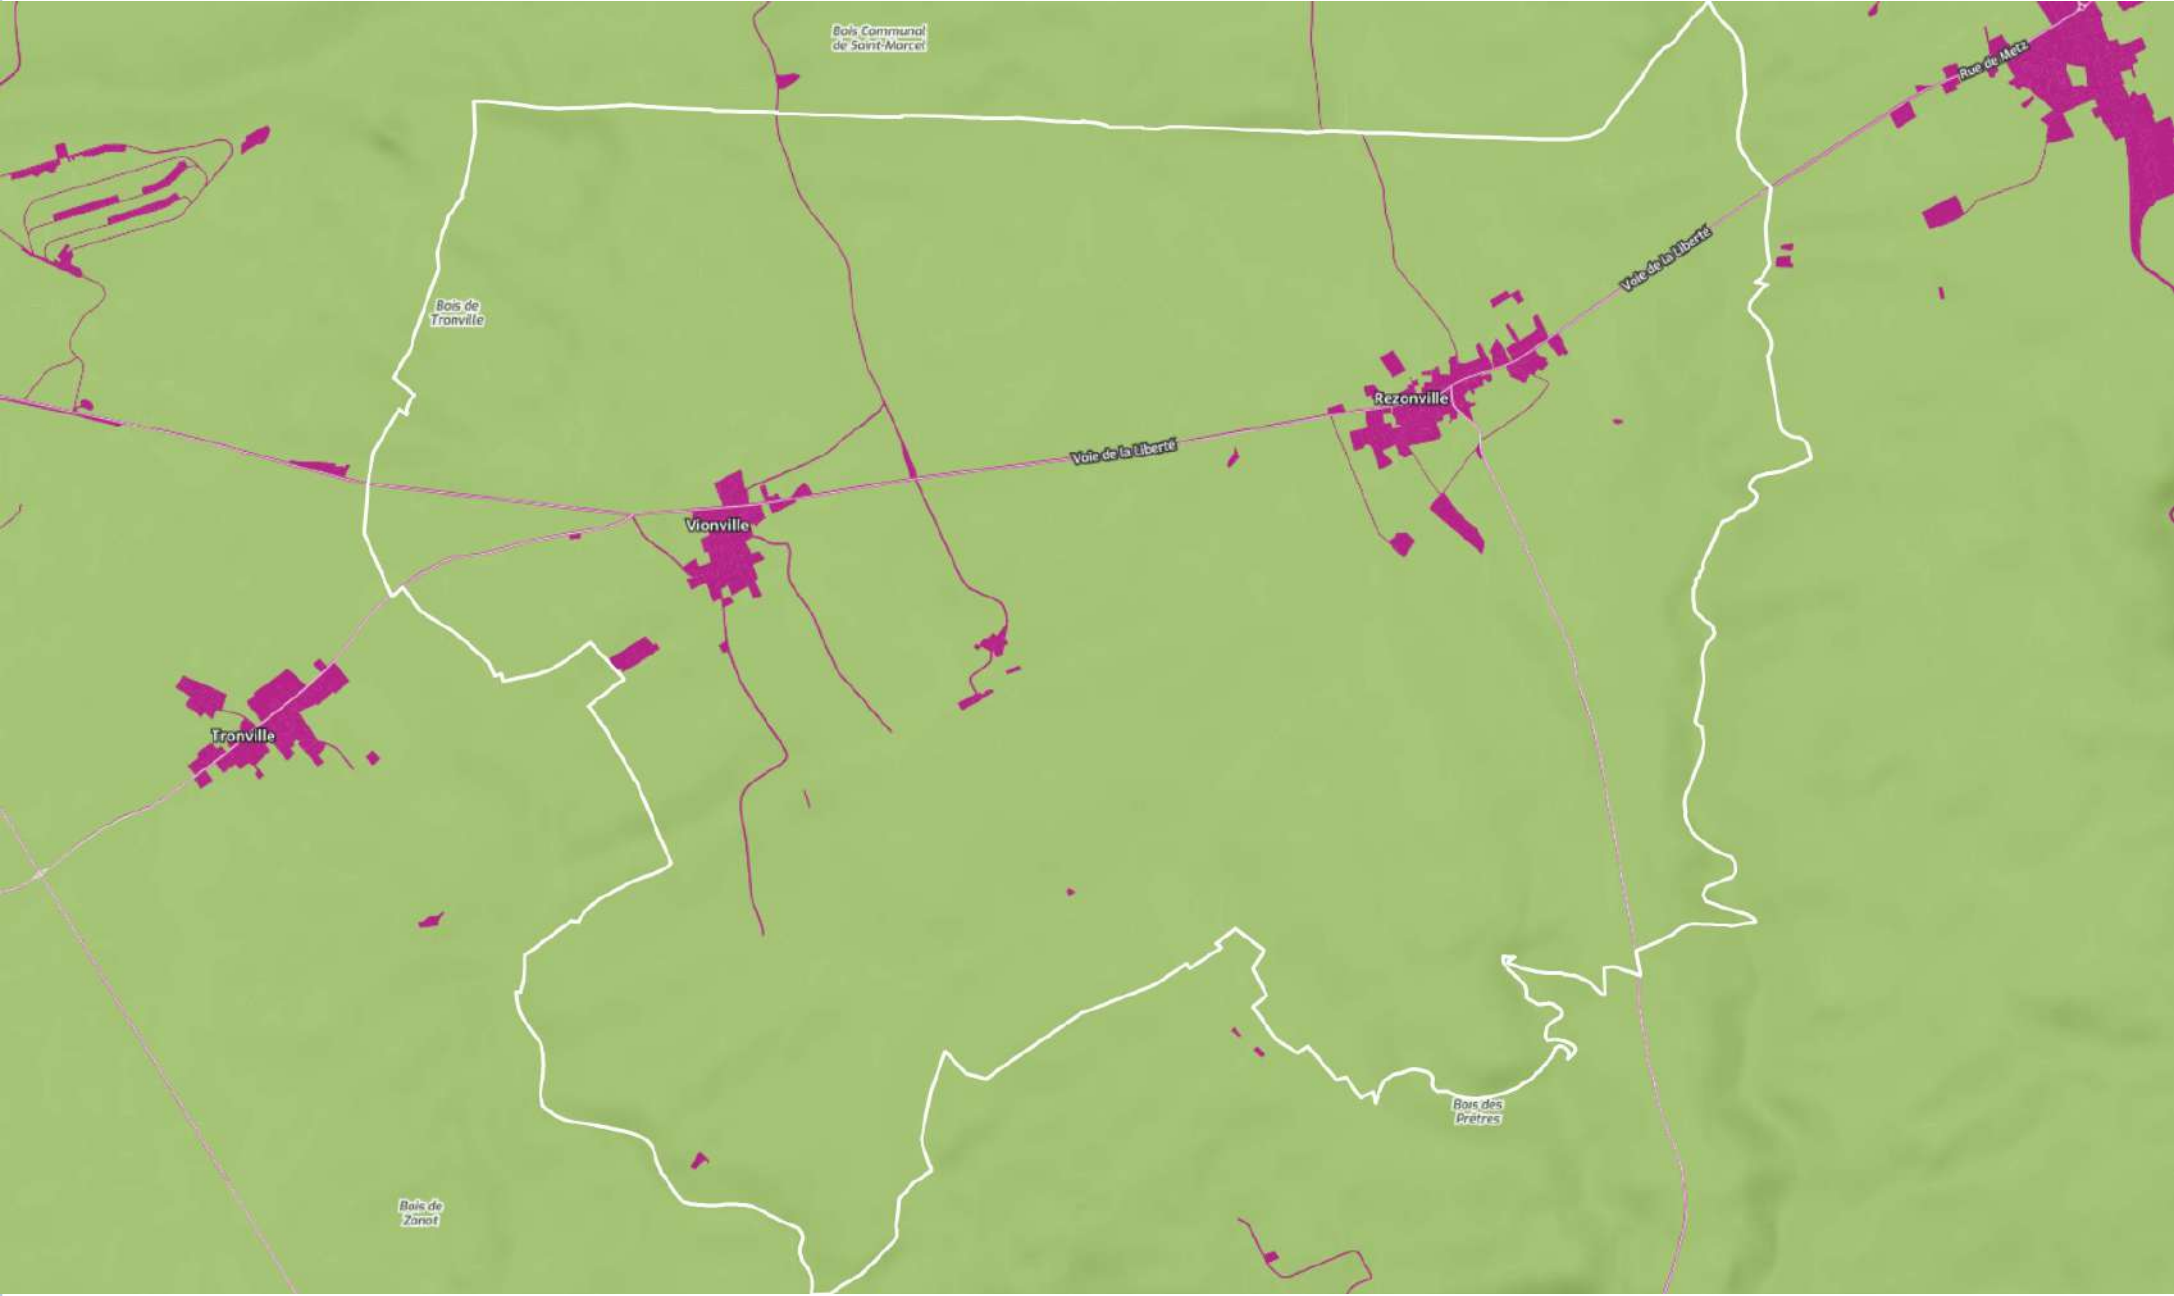 Bois Communal
de Saint-Marcel
Rue de Metz
Voie de la Liberté
Bois de
Tronville
Rezonville
Voie de la Liberté
Vionville
Tronville
Bois des
Prêtres
Bois de
Zanot